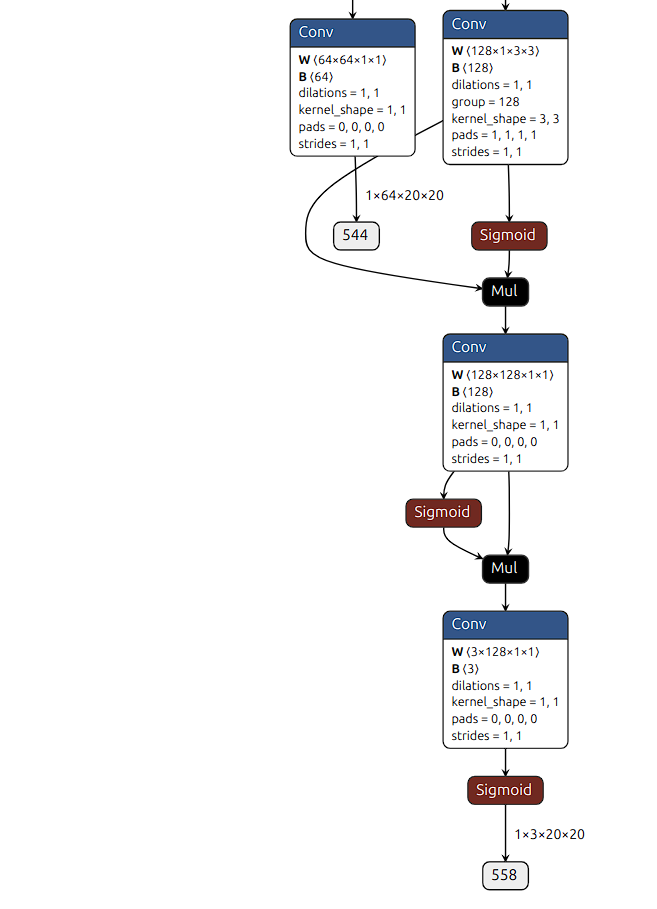 Conv
W ⟨64×64×1×1⟩
B ⟨64⟩
dilations = 1, 1
kernel_shape = 1, 1
pads = 0, 0, 0, 0
strides = 1, 1
Conv
W ⟨128×1×3×3⟩
B ⟨128⟩
dilations = 1, 1
group = 128
kernel_shape = 3, 3
pads = 1, 1, 1, 1
strides = 1, 1
1×64×20×20
544
Sigmoid
Mul
Conv
W ⟨128×128×1×1⟩
B ⟨128⟩
dilations = 1, 1
kernel_shape = 1, 1
pads = 0, 0, 0, 0
strides = 1, 1
Sigmoid
Mul
Conv
W ⟨3×128×1×1⟩
B ⟨3⟩
dilations = 1, 1
kernel_shape = 1, 1
pads = 0, 0, 0, 0
strides = 1, 1
Sigmoid
1×3×20×20
558